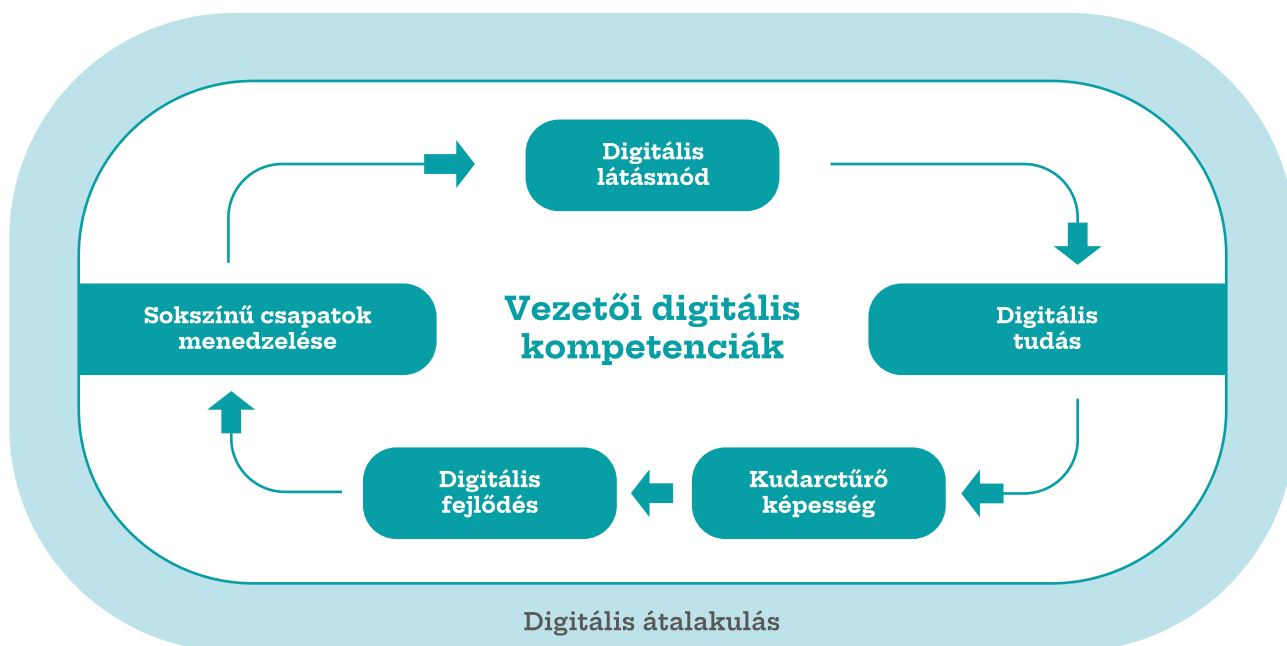 Digitális
látásmód
Sokszínű csapatok
menedzelése
Vezetői digitális
kompetenciák
Digitális
tudás
Digitális
fejlődés
Kudarctűrő
képesség
Digitális átalakulás